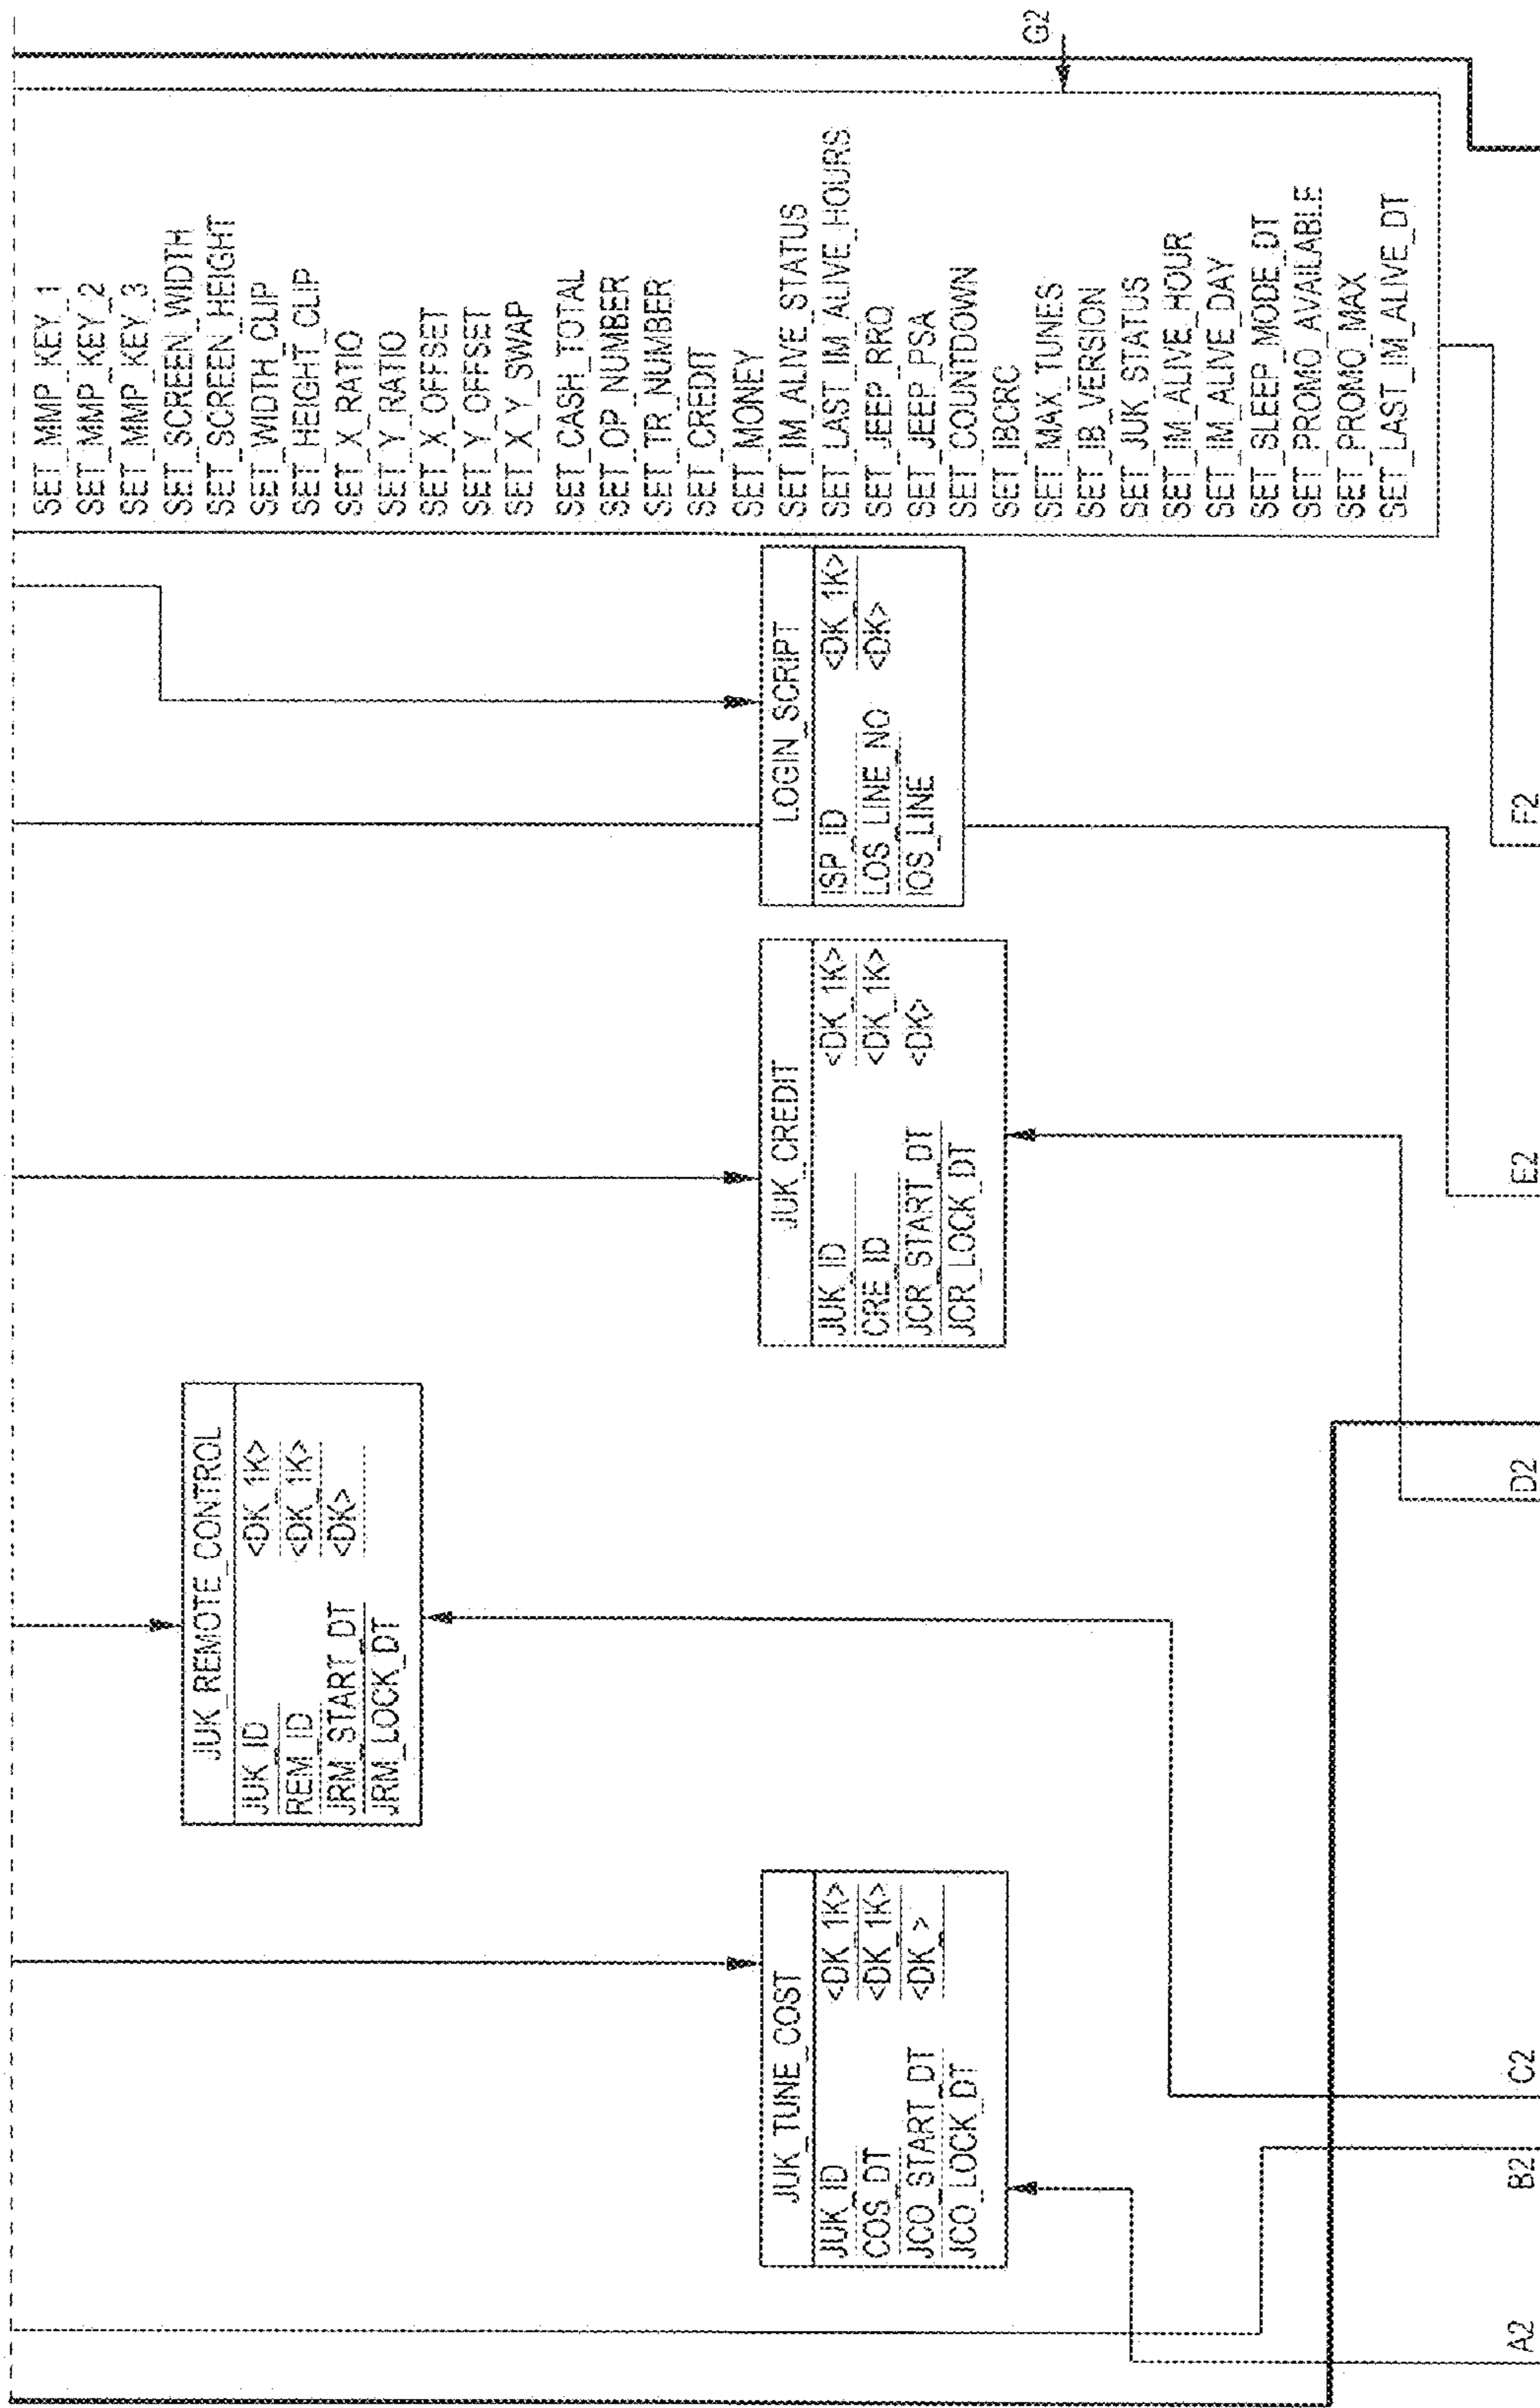 JUK_TUNE_COST
JUK_ID <DK_1K>
COS_DT <DK_1K>
JCO_START_DT <DK_>
JCO_LOCK_DT
JUK_REMOTE_CONTROL
JUK_ID <DK_1K>
REM_ID <DK_1K>
JRM_START_DT <DK>
JRM_LOCK_DT
JUK_CREDIT
JUK_ID <DK_1K>
CRE_ID <DK_1K>
JCR_START_DT <DK>
JCR_LOCK_DT
LOGIN_SCRIPT
ISP_ID <DK_1K>
LOS_LINE_NO <DK>
IOS_LINE
SET_MMP_KEY_1
SET_MMP_KEY_2
SET_MMP_KEY_3
SET_SCREEN_WIDTH
SET_SCREEN_HEIGHT
SET_WIDTH_CLIP
SET_HEIGHT_CLIP
SET_X_RATIO
SET_Y_RATIO
SET_X_OFFSET
SET_Y_OFFSET
SET_X_Y_SWAP
SET_CASH_TOTAL
SET_OP_NUMBER
SET_TR_NUMBER
SET_CREDIT
SET_MONEY
SET_IM_ALIVE_STATUS
SET_LAST_IM_ALIVE_HOURS
SET_JEEP_RRQ
SET_JEEP_PSA
SET_COUNTDOWN
SET_IBCRC
SET_MAX_TUNES
SET_IB_VERSION
SET_JUK_STATUS
SET_IM_ALIVE_HOUR
SET_IM_ALIVE_DAY
SET_SLEEP_MODE_DT
SET_PROMO_AVAILABLE
SET_PROMO_MAX
SET_LAST_IM_ALIVE_DT
G2
A2
B2
C2
D2
E2
F2